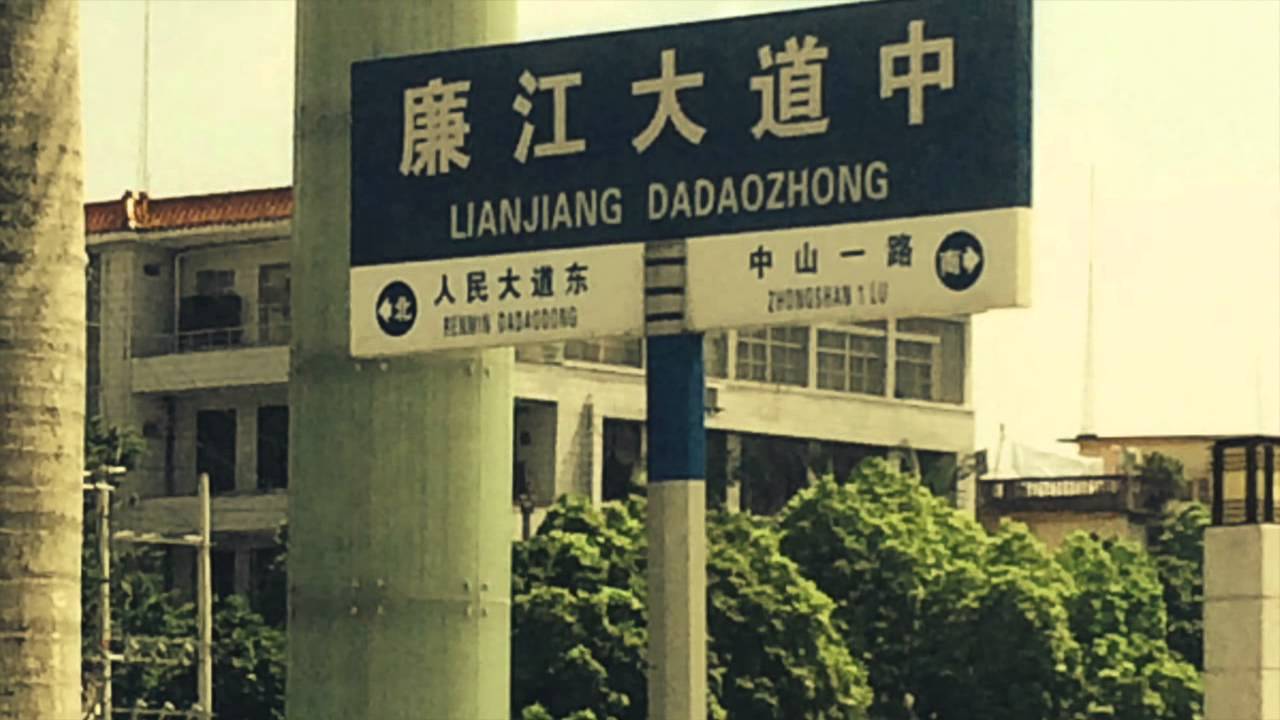 廉江大道中
LIANJIANG DADAOZHONG
北 人民大道东
RENMIN DADAODONG
中山一路 南
ZHONGSHAN 1 LU